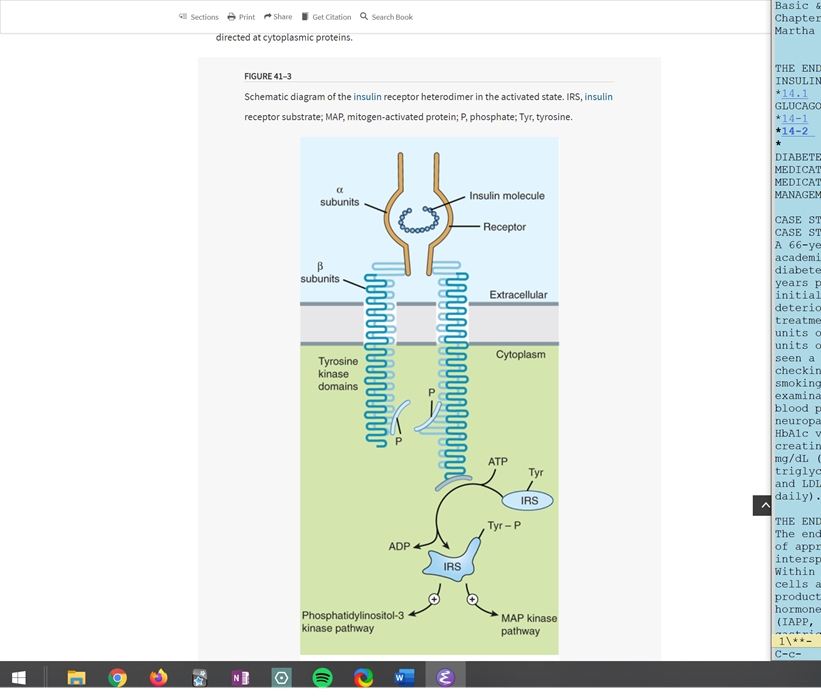 Sections Print Share Get Citation Search Book
directed at cytoplasmic proteins.
FIGURE 41–3
Schematic diagram of the insulin receptor heterodimer in the activated state. IRS, insulin
receptor substrate; MAP, mitogen-activated protein; P, phosphate; Tyr, tyrosine.
α
subunits
Insulin molecule
Receptor
β
subunits
Extracellular
Cytoplasm
Tyrosine
kinase
domains
P
P
ATP
Tyr
IRS
Tyr – P
ADP
IRS
+ +
Phosphatidylinositol-3
kinase pathway
MAP kinase
pathway
Basic &
Chapter
Martha
THE END
INSULIN
*14.1
GLUCAGO
*14-1
*14-2
*
DIABETE
MEDICAT
MEDICAT
MANAGEM
CASE ST
CASE ST
A 66-ye
academi
diabete
years p
initial
deterio
treatme
units o
units o
seen a
checkin
smoking
examina
blood p
neuropa
HbA1c v
creatin
mg/dL (
triglyc
and LDL
daily).
THE END
The end
of appr
intersp
Within
cells a
product
hormone
(IAPP,
1\**-
C-c-